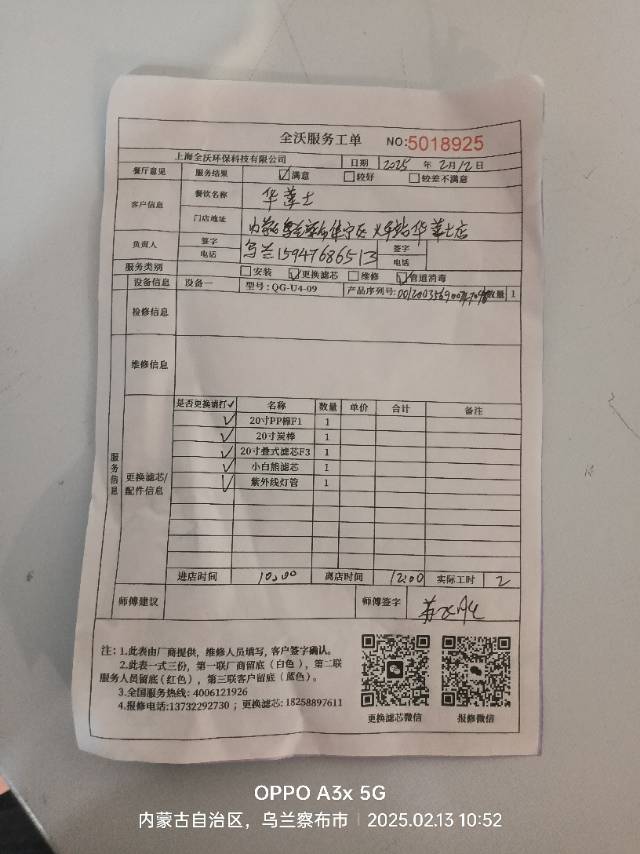 全沃服务工单 NO:5018925
上海全沃环保科技有限公司 日期 2025 年 2月12日
餐厅意见 服务结果 ☑满意 □较好 □较差不满意
客户信息 餐饮名称 华莱士
门店地址 内蒙古 集宁区 火车站华莱士店
负责人 签字 乌兰 签字
电话 15947686513 电话
服务类别 □安装 ☑更换滤芯 □维修 ☑管道消毒
设备信息 设备一 型号:QG-U4-09 产品序列号: 数量 1
检修信息
维修信息
服务信息
更换滤芯/配件信息
是否更换请打✓ 名称 数量 单价 合计 备注
✓ 20寸PP棉F1 1
✓ 20寸炭棒 1
✓ 20寸叠式滤芯F3 1
✓ 小白熊滤芯 1
✓ 紫外线灯管 1
进店时间 10:00 离店时间 12:00 实际工时 2
师傅建议 师傅签字
注：1.此表由厂商提供，维修人员填写，客户签字确认。
2.此表一式三份，第一联厂商留底（白色），第二联
服务人员留底(红色），第三联客户留底（蓝色）。
3.全国服务热线: 4006121926
4.报修电话:13732292730 ；更换滤芯: 18258897611
更换滤芯微信 报修微信
OPPO A3x 5G
内蒙古自治区，乌兰察布市 | 2025.02.13 10:52